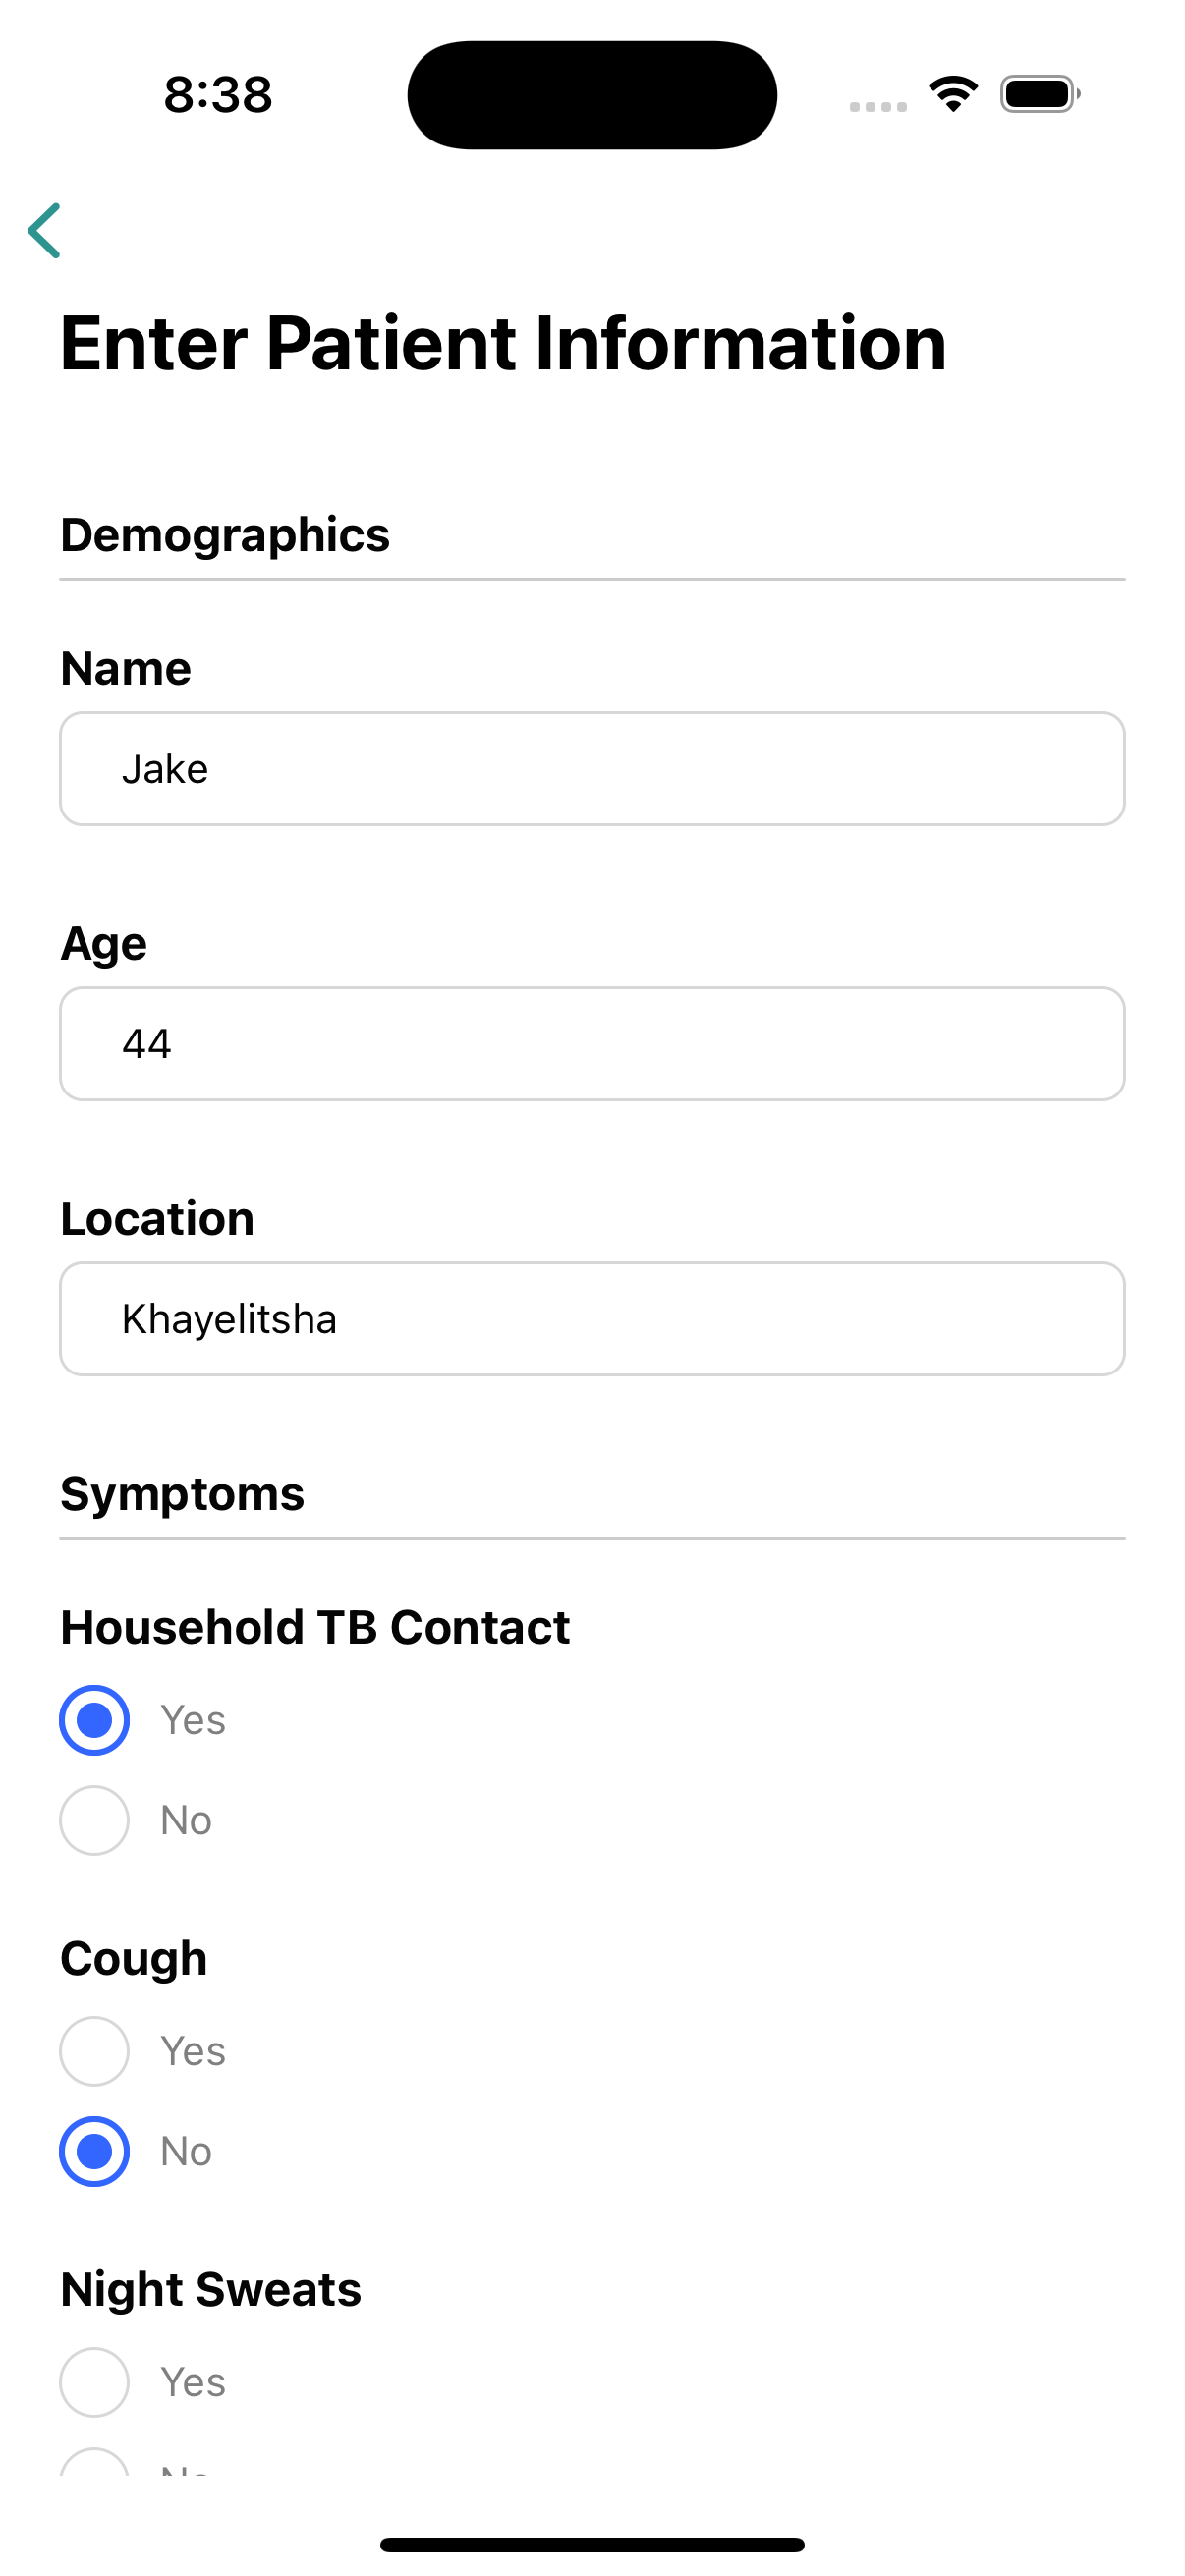 8:38
Enter Patient Information
Demographics
Name
Jake
Age
44
Location
Khayelitsha
Symptoms
Household TB Contact
Yes
No
Cough
Yes
No
Night Sweats
Yes